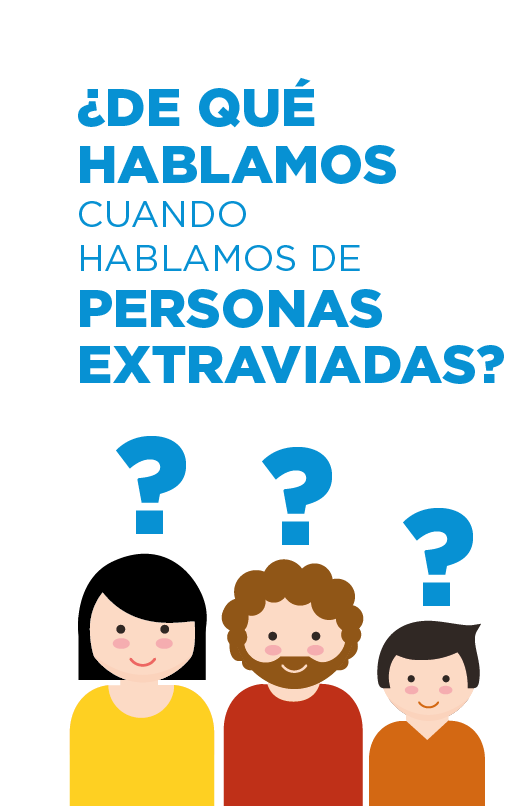 ¿DE QUÉ
HABLAMOS
CUANDO
HABLAMOS DE
PERSONAS
EXTRAVIADAS?
? ? ?